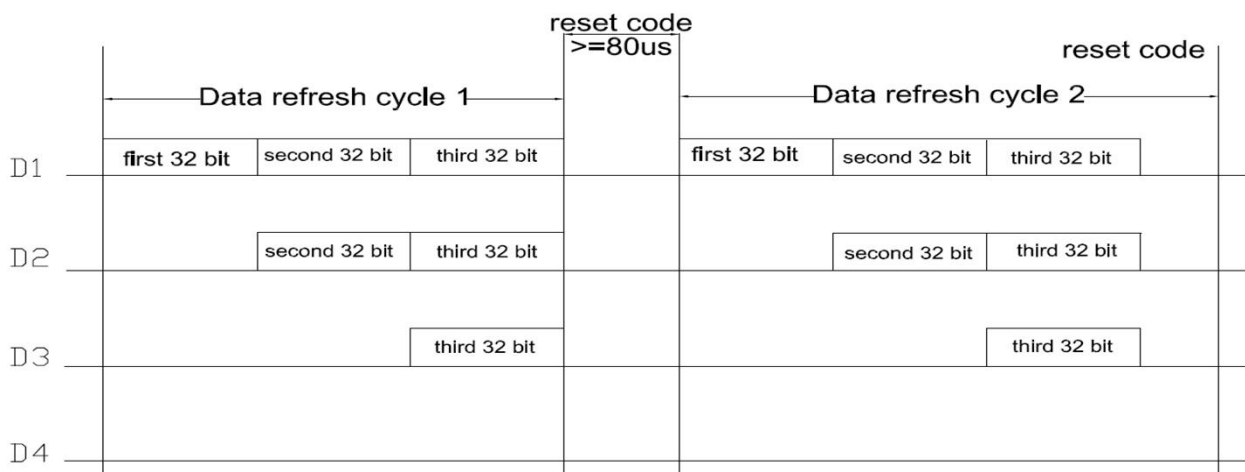 reset code
>=80us
reset code
Data refresh cycle 1
Data refresh cycle 2
D1
first 32 bit
second 32 bit
third 32 bit
first 32 bit
second 32 bit
third 32 bit
D2
second 32 bit
third 32 bit
second 32 bit
third 32 bit
D3
third 32 bit
third 32 bit
D4